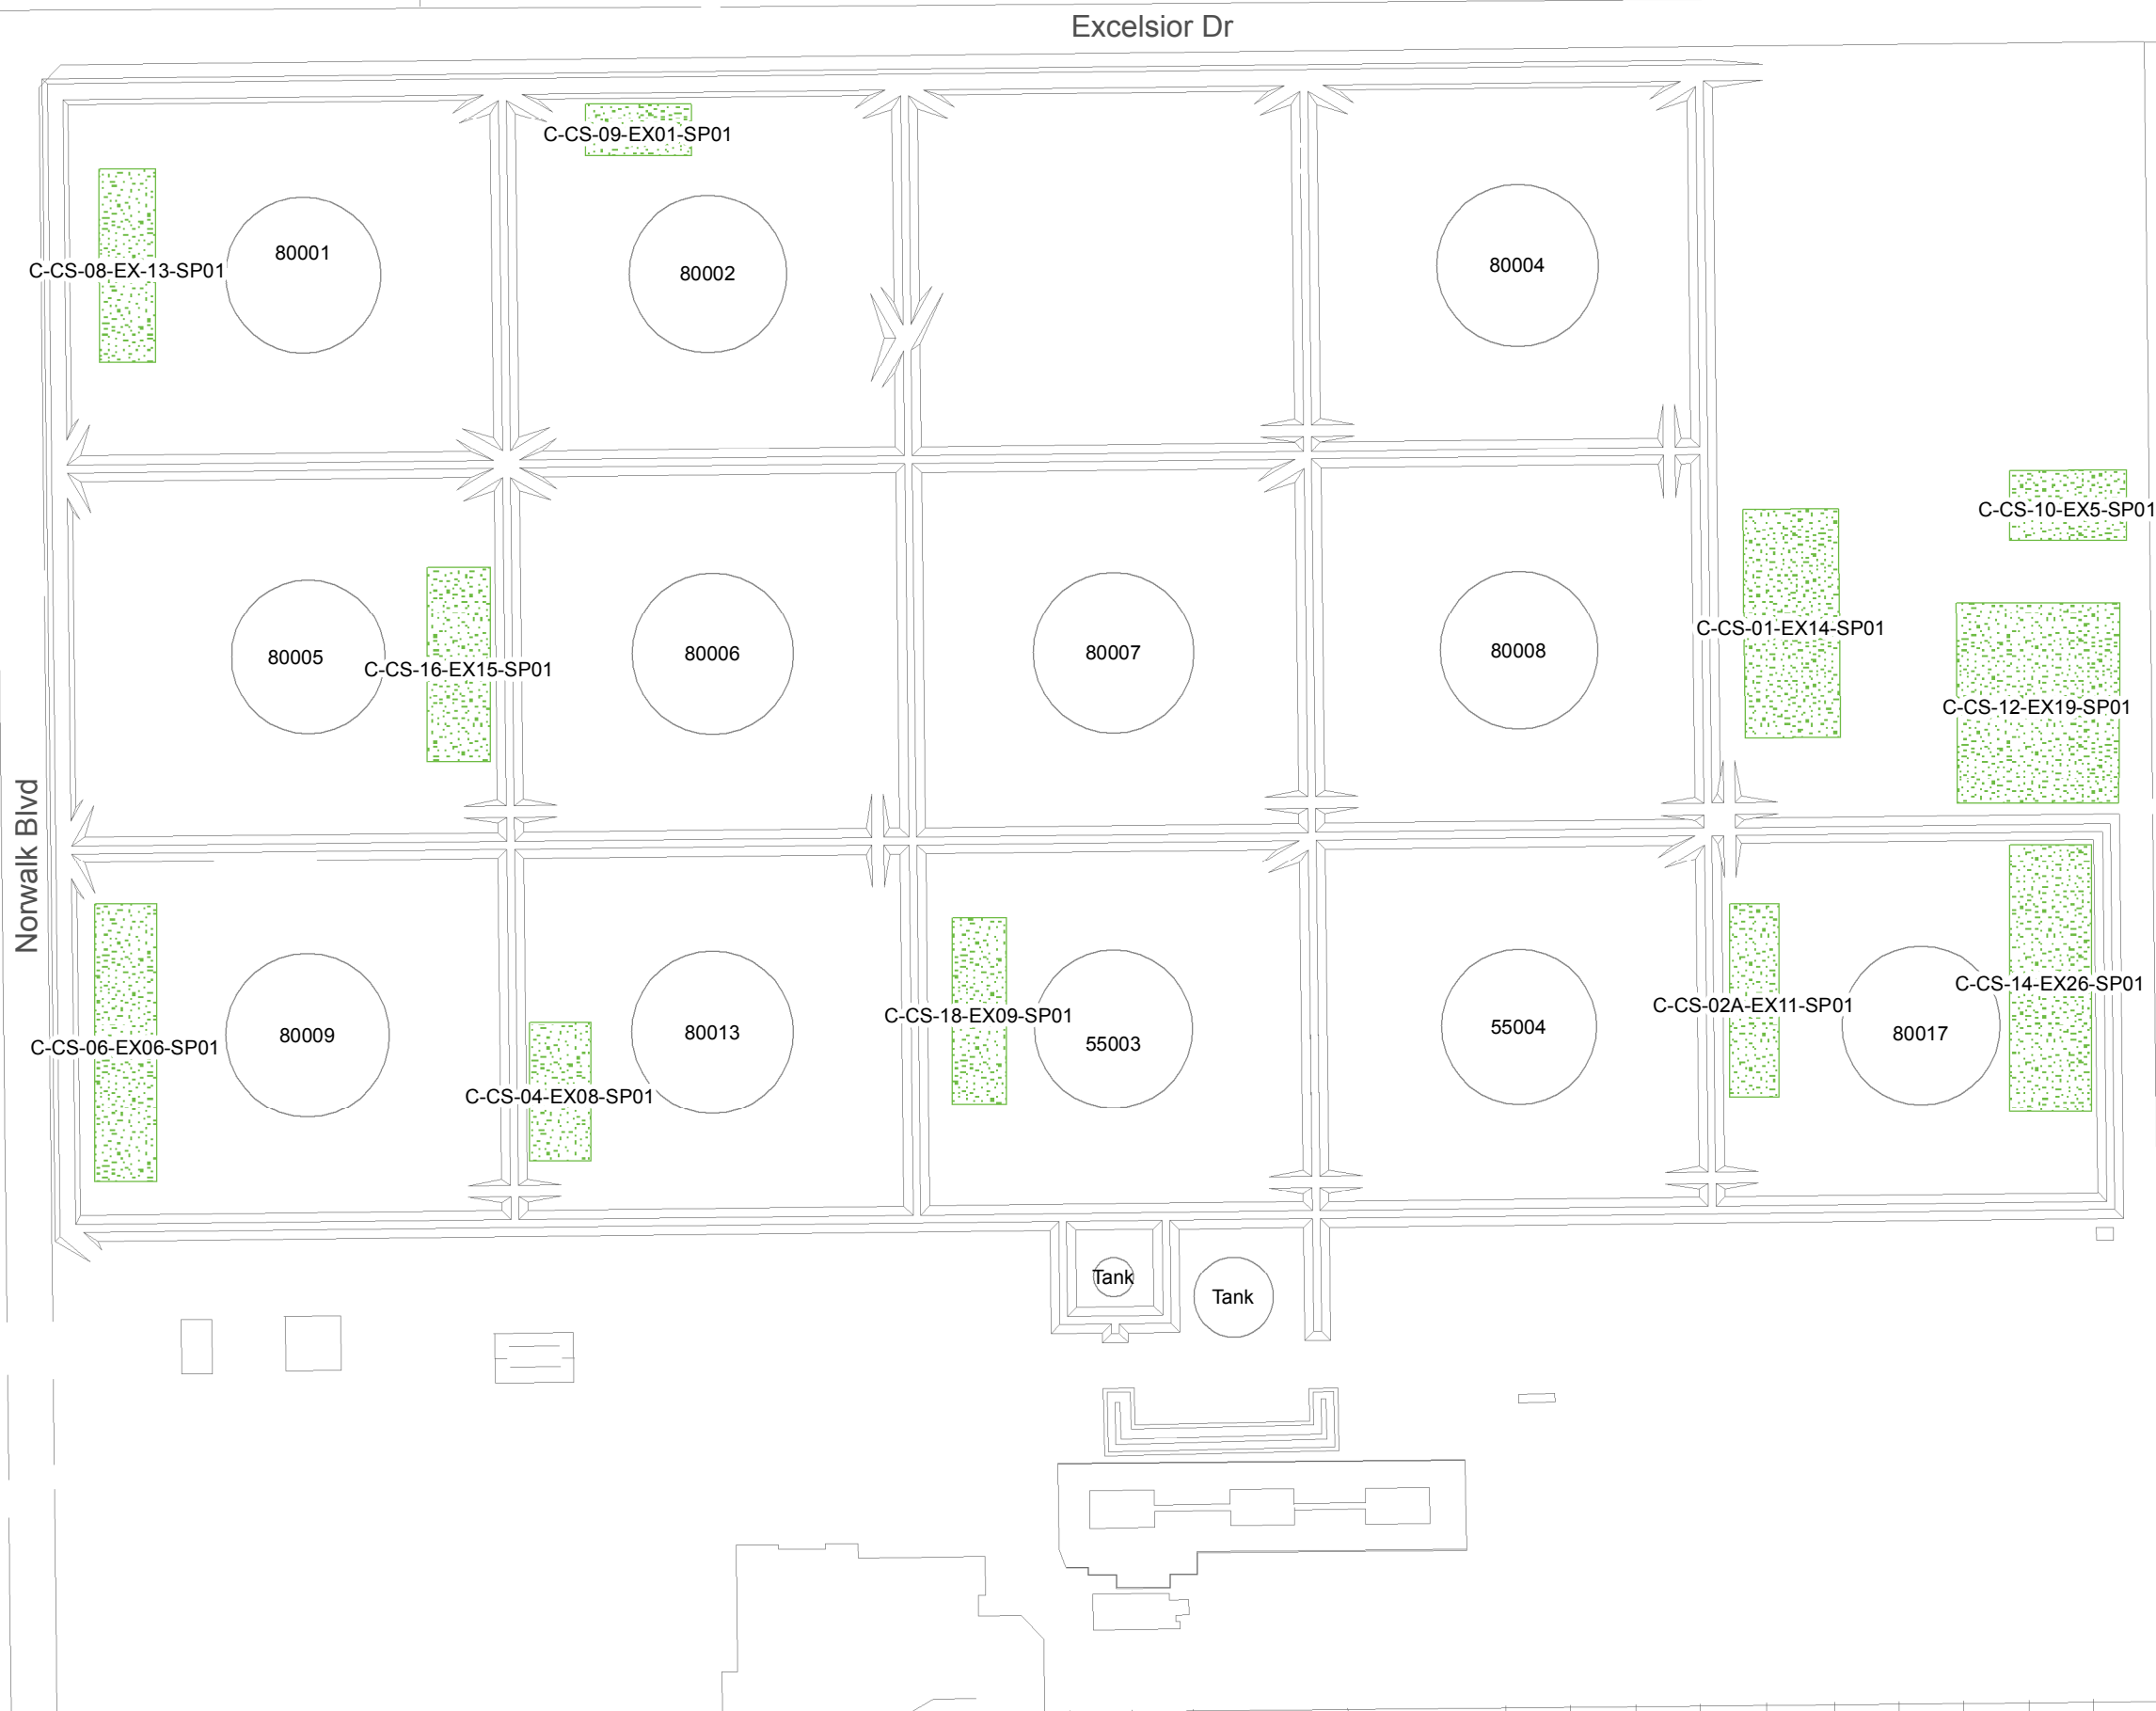 Excelsior Dr
C-CS-09-EX01-SP01
80001
80002
80004
C-CS-08-EX-13-SP01
C-CS-10-EX5-SP01
C-CS-01-EX14-SP01
80005
C-CS-16-EX15-SP01
80006
80007
80008
C-CS-12-EX19-SP01
Norwalk Blvd
C-CS-14-EX26-SP01
C-CS-02A-EX11-SP01
C-CS-18-EX09-SP01
80009
80013
55003
55004
80017
C-CS-06-EX06-SP01
C-CS-04-EX08-SP01
Tank
Tank